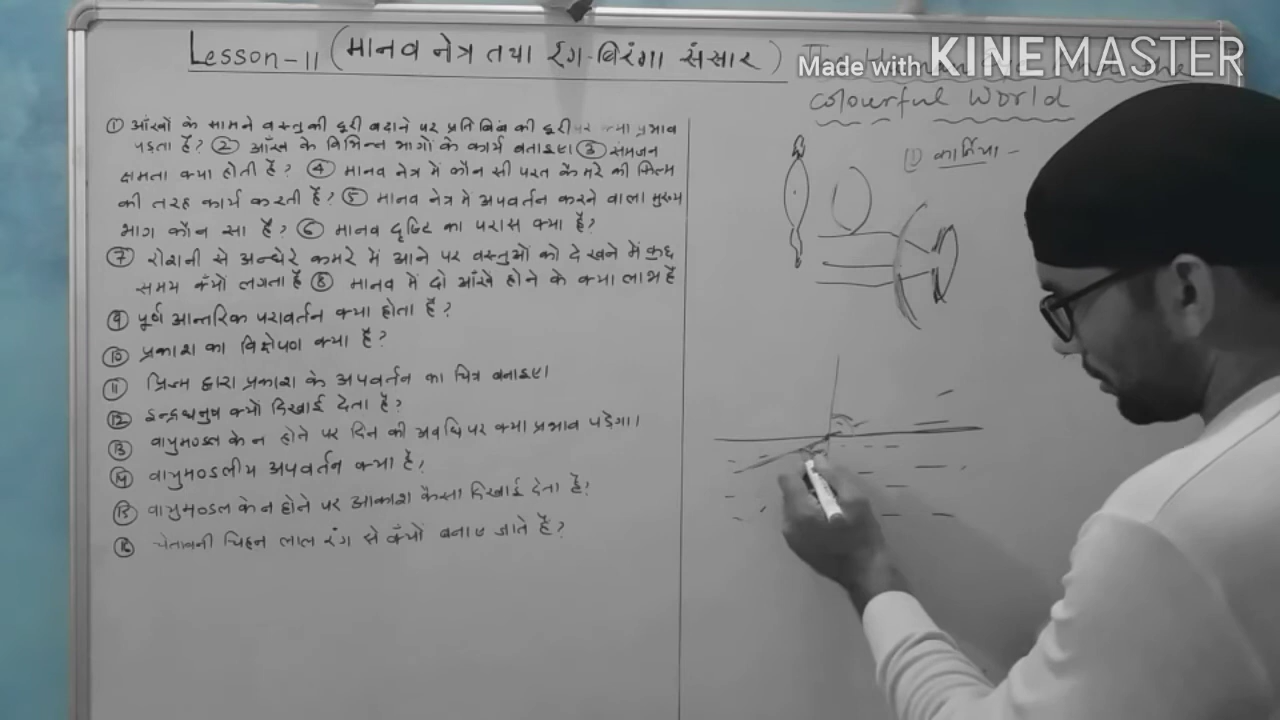 Lesson-11 (मानव नेत्र तथा रंग-बिरंगा संसार)
Made with KINEMASTER
colourful World
① आँखों के सामने वस्तु की दूरी बढ़ाने पर प्रतिबिंब की दूरी पर क्या प्रभाव
पड़ता है? ② आँख के विभिन्न भागों के कार्य बताइए। ③ समंजन
क्षमता क्या होती है? ④ मानव नेत्र में कौन सी परत कैमरे की फिल्म
की तरह कार्य करती है? ⑤ मानव नेत्र में अपवर्तन करने वाला मुख्य
भाग कौन सा है? ⑥ मानव दृष्टि का परास क्या है?
⑦ रोशनी से अन्धेरे कमरे में आने पर वस्तुओं को देखने में कुछ
समय क्यों लगता है ⑧ मानव में दो आँखें होने के क्या लाभ हैं
⑨ पूर्ण आन्तरिक परावर्तन क्या होता है?
⑩ प्रकाश का विक्षेपण क्या है?
⑪ प्रिज्म द्वारा प्रकाश के अपवर्तन का चित्र बनाइए।
⑫ इन्द्रधनुष क्यों दिखाई देता है?
⑬ वायुमण्डल के न होने पर दिन की अवधि पर क्या प्रभाव पड़ेगा।
⑭ वायुमण्डलीय अपवर्तन क्या है?
⑮ वायुमण्डल के न होने पर आकाश कैसा दिखाई देता है?
⑯ चेतावनी चिह्न लाल रंग से क्यों बनाए जाते हैं?
① कार्निया -